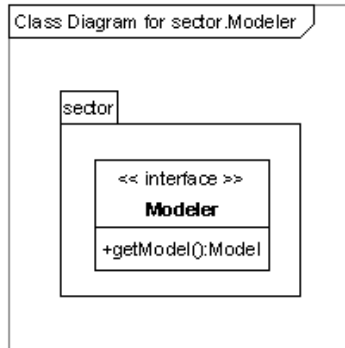 Class Diagram for sector.Modeler
sector
<< interface >>
Modeler
+getModel():Model